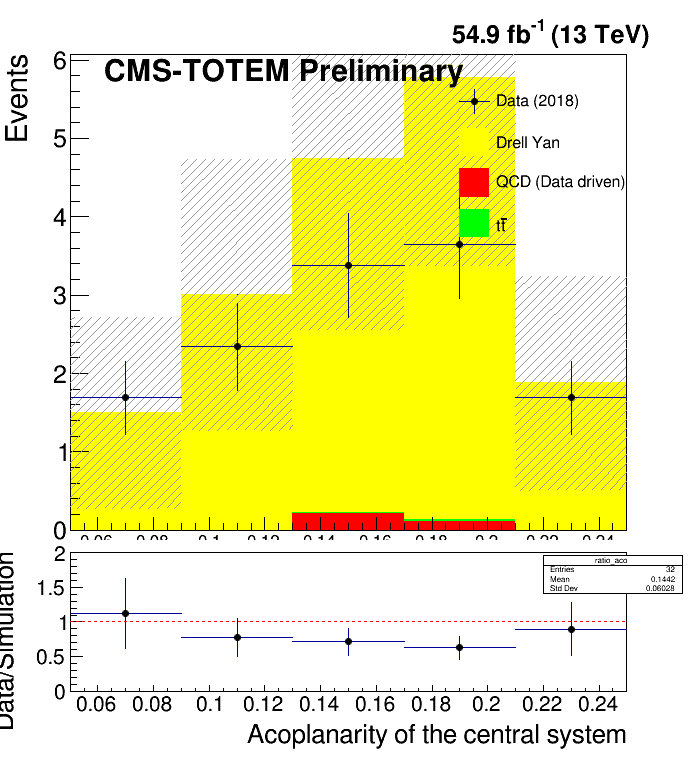 54.9 fb-1 (13 TeV)
CMS-TOTEM Preliminary
Events
6
5
4
3
2
1
0
Data (2018)
Drell Yan
QCD (Data driven)
tt̄
0.06 0.08 0.1 0.12 0.14 0.16 0.18 0.2 0.22 0.24
Data/Simulation
2
1.5
1
0.5
0
ratio_aco
Entries 32
Mean 0.1442
Std Dev 0.06028
0.06 0.08 0.1 0.12 0.14 0.16 0.18 0.2 0.22 0.24
Acoplanarity of the central system